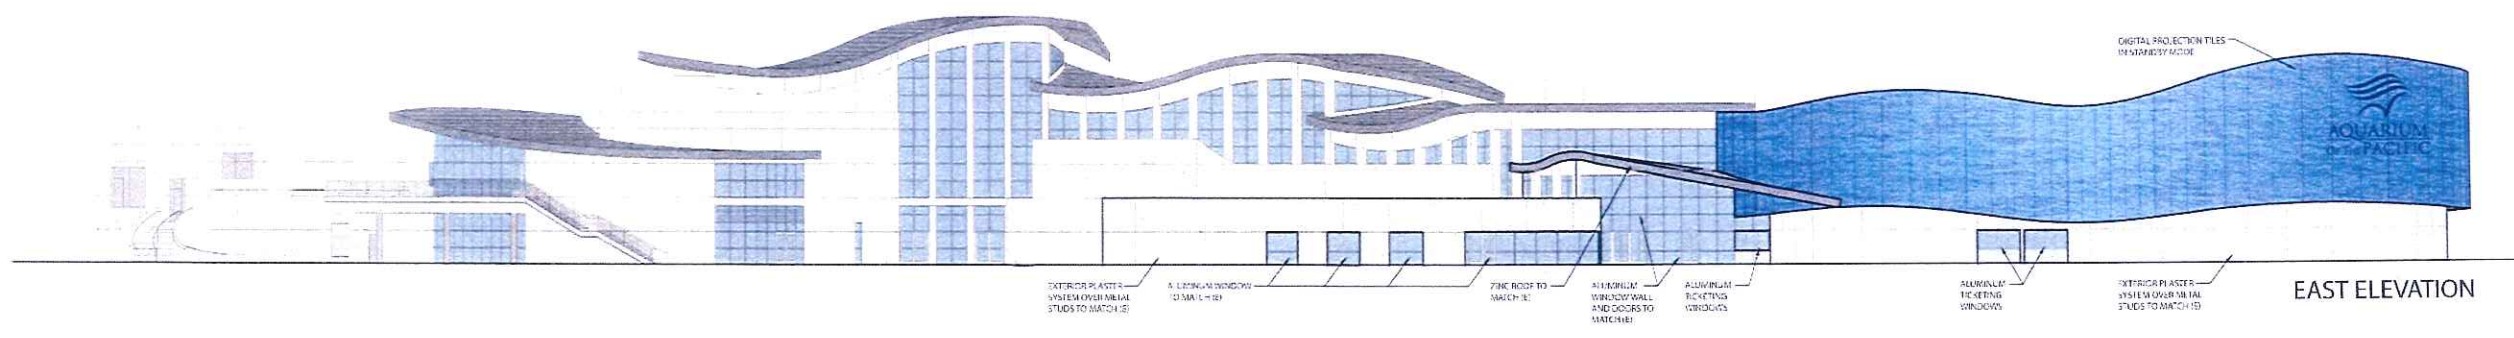 DIGITAL PROJECTION TILES
IN STANDBY MODE
AQUARIUM
PACIFIC
EXTERIOR PLASTER
SYSTEM OVER METAL
STUDS TO MATCH (E)
ALUMINUM WINDOW
TO MATCH (E)
ZINC ROOF TO
MATCH (E)
ALUMINUM
WINDOW WALL
AND DOORS TO
MATCH (E)
ALUMINUM
TICKETING
WINDOWS
ALUMINUM
TICKETING
WINDOWS
EXTERIOR PLASTER
SYSTEM OVER METAL
STUDS TO MATCH (E)
EAST ELEVATION